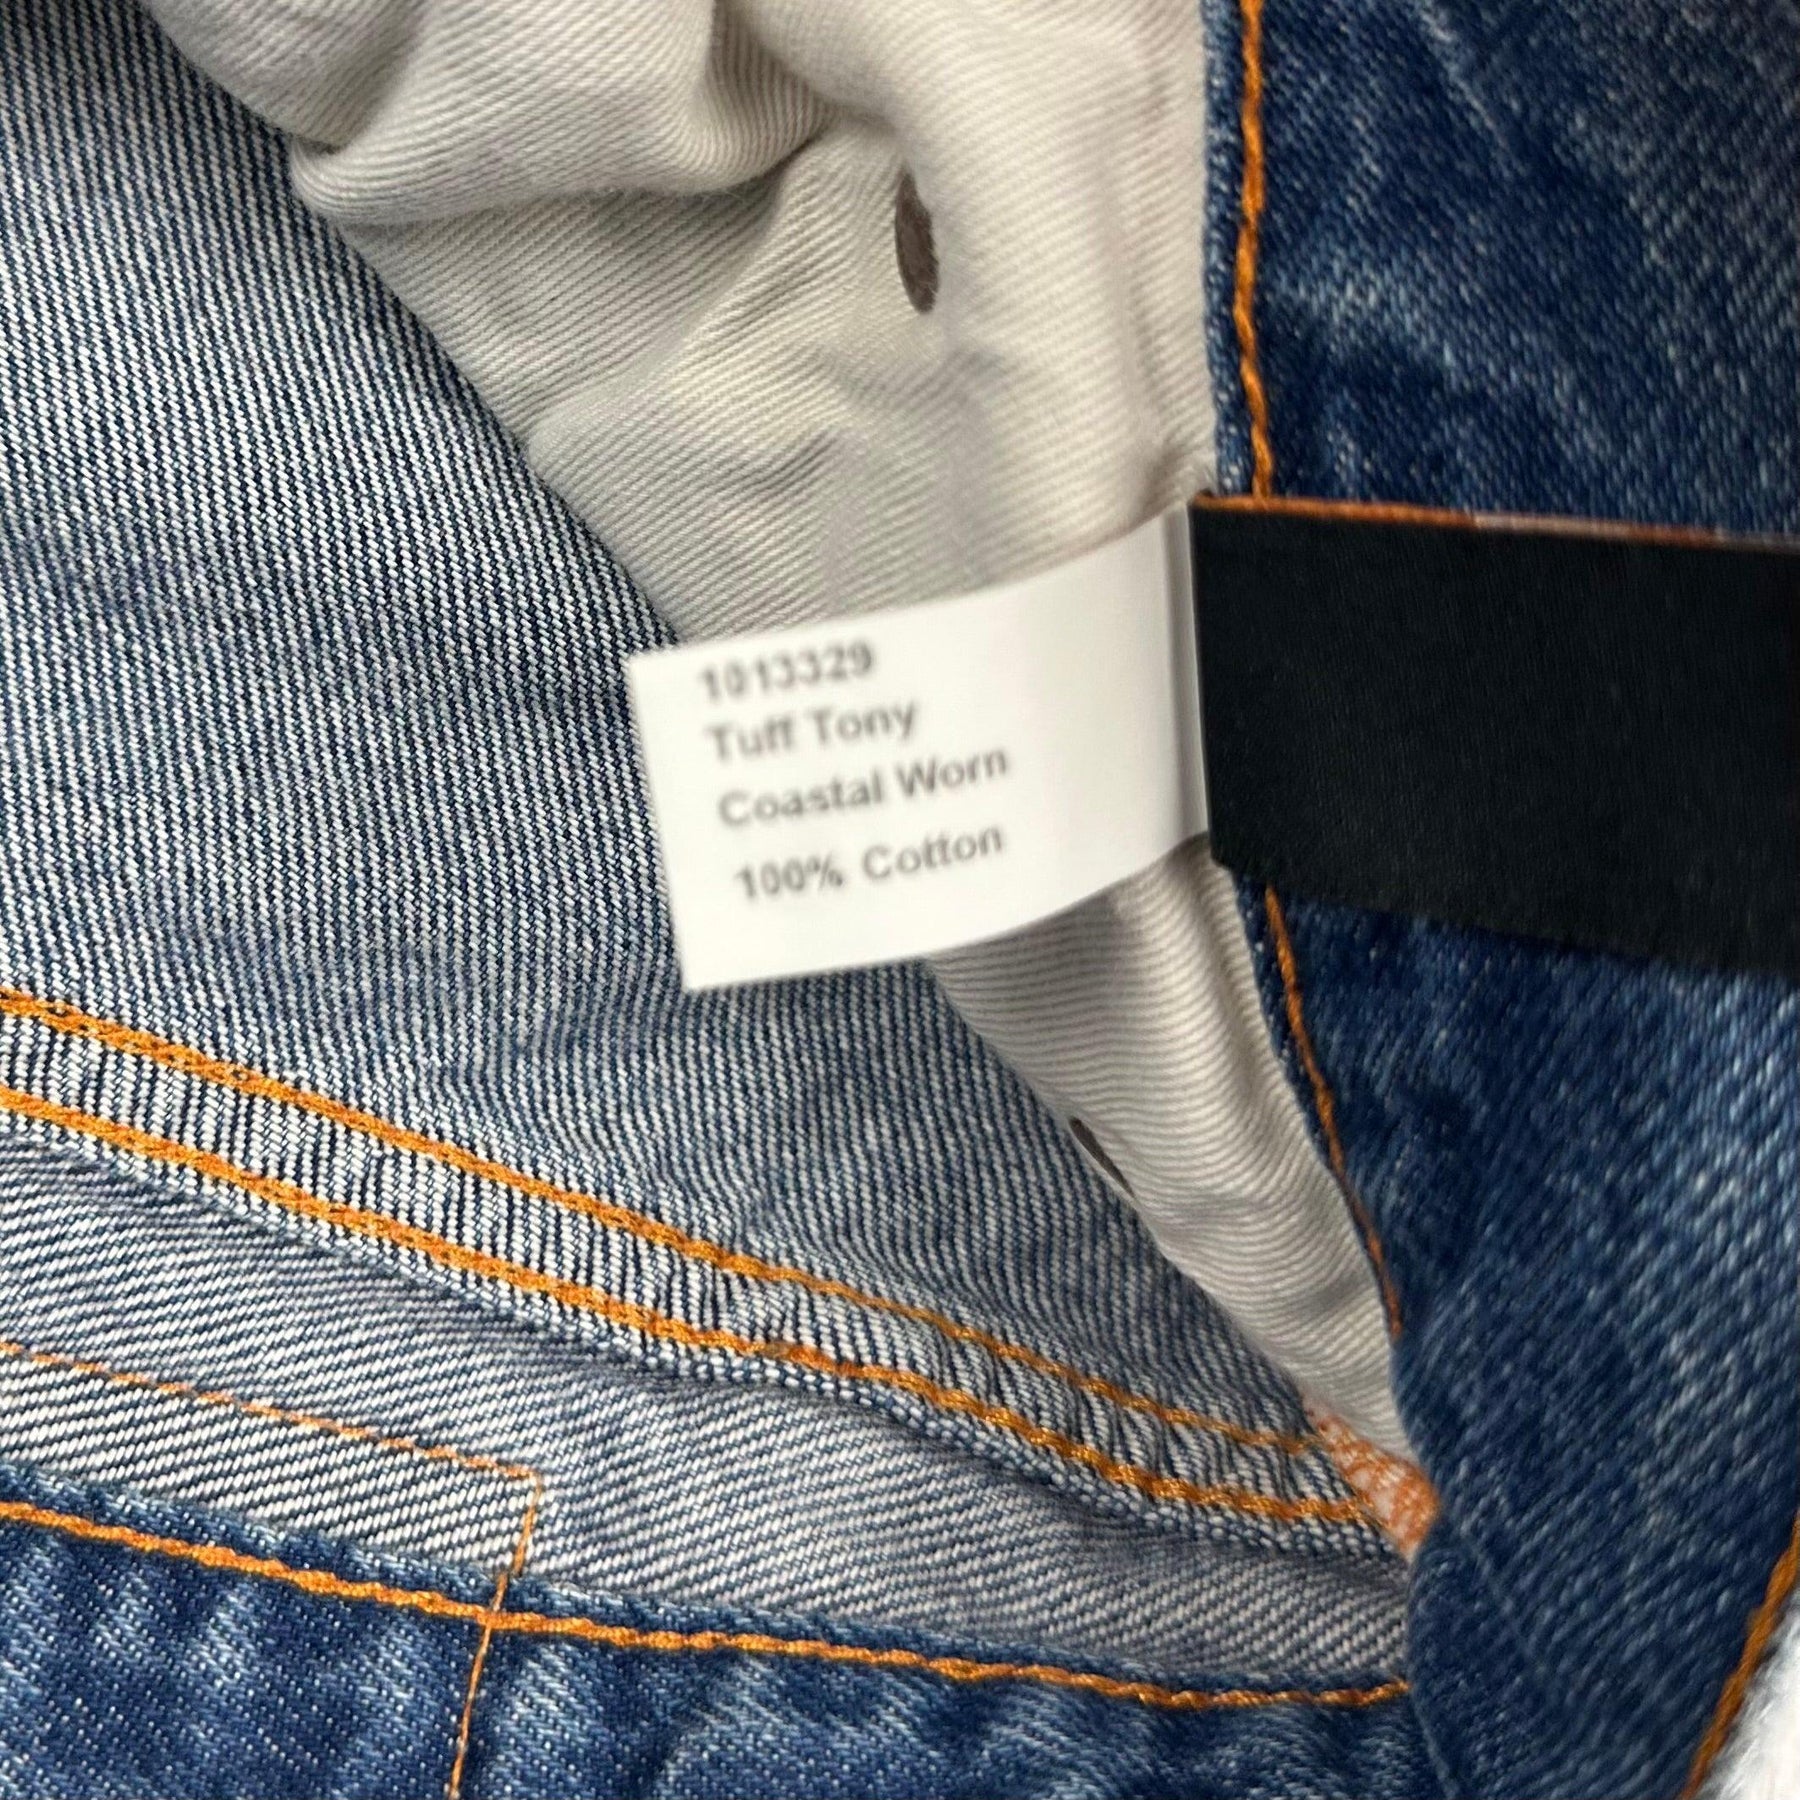 1013329
Tuff Tony
Coastal Worn
100% Cotton